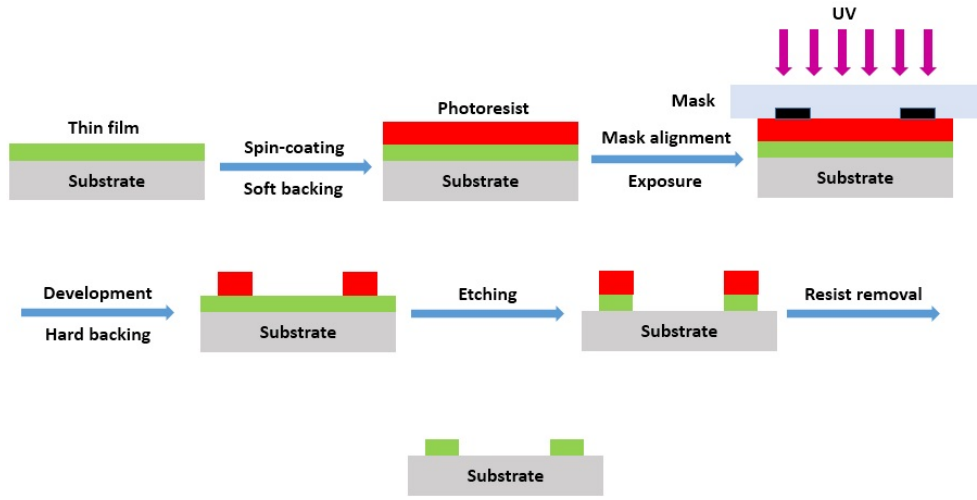 UV
Mask
Thin film
Substrate
Spin-coating
Soft backing
Photoresist
Substrate
Mask alignment
Exposure
Substrate
Development
Hard backing
Substrate
Etching
Substrate
Resist removal
Substrate